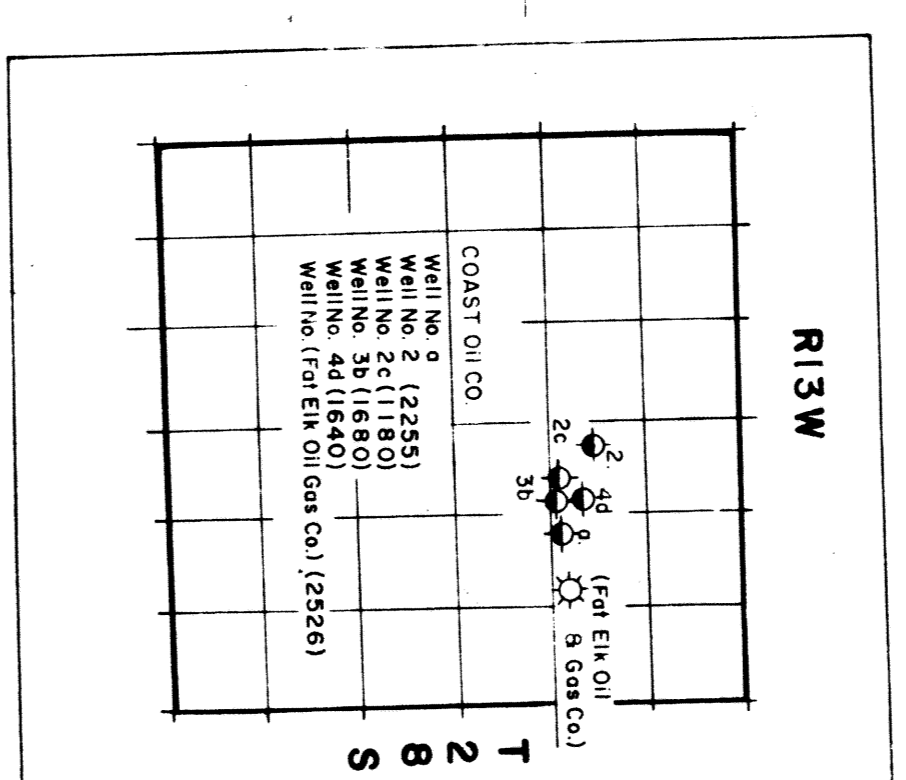 R13W
(Fat Elk Oil
& Gas Co.)
2
4d
a
2c
3b
COAST Oil CO.
Well No. a
Well No. 2 (2255)
Well No. 2c (1180)
Well No. 3b (1680)
Well No. 4d (1640)
Well No. (Fat Elk Oil Gas Co.) (2526)
T
2
8
S